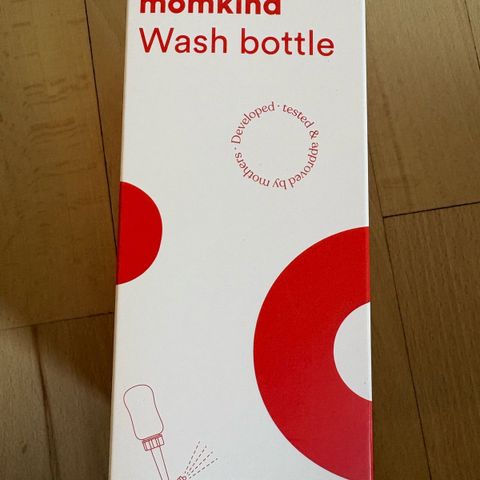 momkind
Wash bottle
Developed · tested & approved by mothers ·